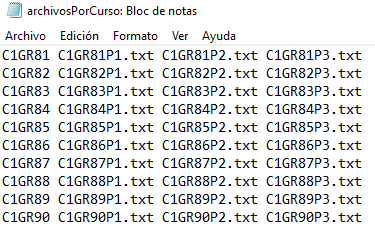 archivosPorCurso: Bloc de notas
Archivo Edición Formato Ver Ayuda
C1GR81 C1GR81P1.txt C1GR81P2.txt C1GR81P3.txt
C1GR82 C1GR82P1.txt C1GR82P2.txt C1GR82P3.txt
C1GR83 C1GR83P1.txt C1GR83P2.txt C1GR83P3.txt
C1GR84 C1GR84P1.txt C1GR84P2.txt C1GR84P3.txt
C1GR85 C1GR85P1.txt C1GR85P2.txt C1GR85P3.txt
C1GR86 C1GR86P1.txt C1GR86P2.txt C1GR86P3.txt
C1GR87 C1GR87P1.txt C1GR87P2.txt C1GR87P3.txt
C1GR88 C1GR88P1.txt C1GR88P2.txt C1GR88P3.txt
C1GR89 C1GR89P1.txt C1GR89P2.txt C1GR89P3.txt
C1GR90 C1GR90P1.txt C1GR90P2.txt C1GR90P3.txt